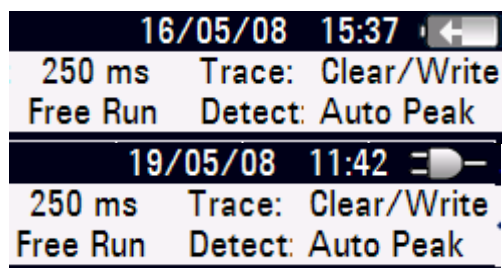 16/05/08 15:37
250 ms Trace: Clear/Write
Free Run Detect: Auto Peak
19/05/08 11:42
250 ms Trace: Clear/Write
Free Run Detect: Auto Peak